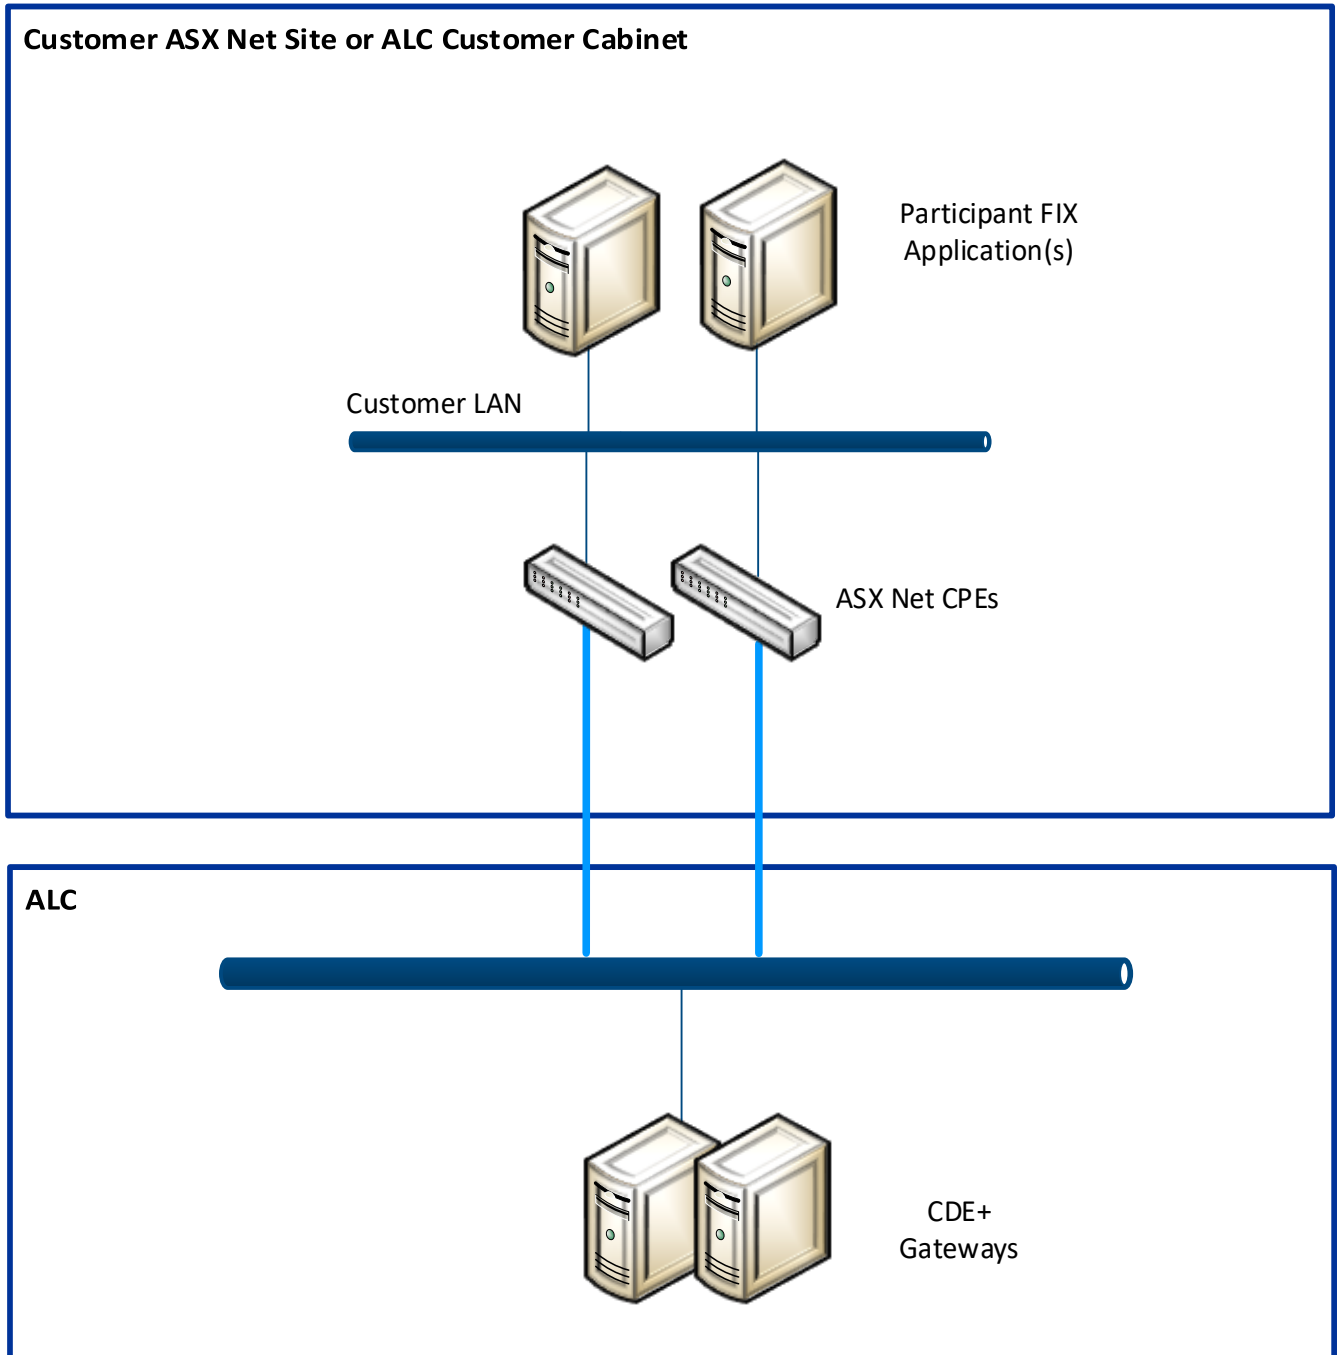 Customer ASX Net Site or ALC Customer Cabinet
Participant FIX
Application(s)
Customer LAN
ASX Net CPEs
ALC
CDE+
Gateways